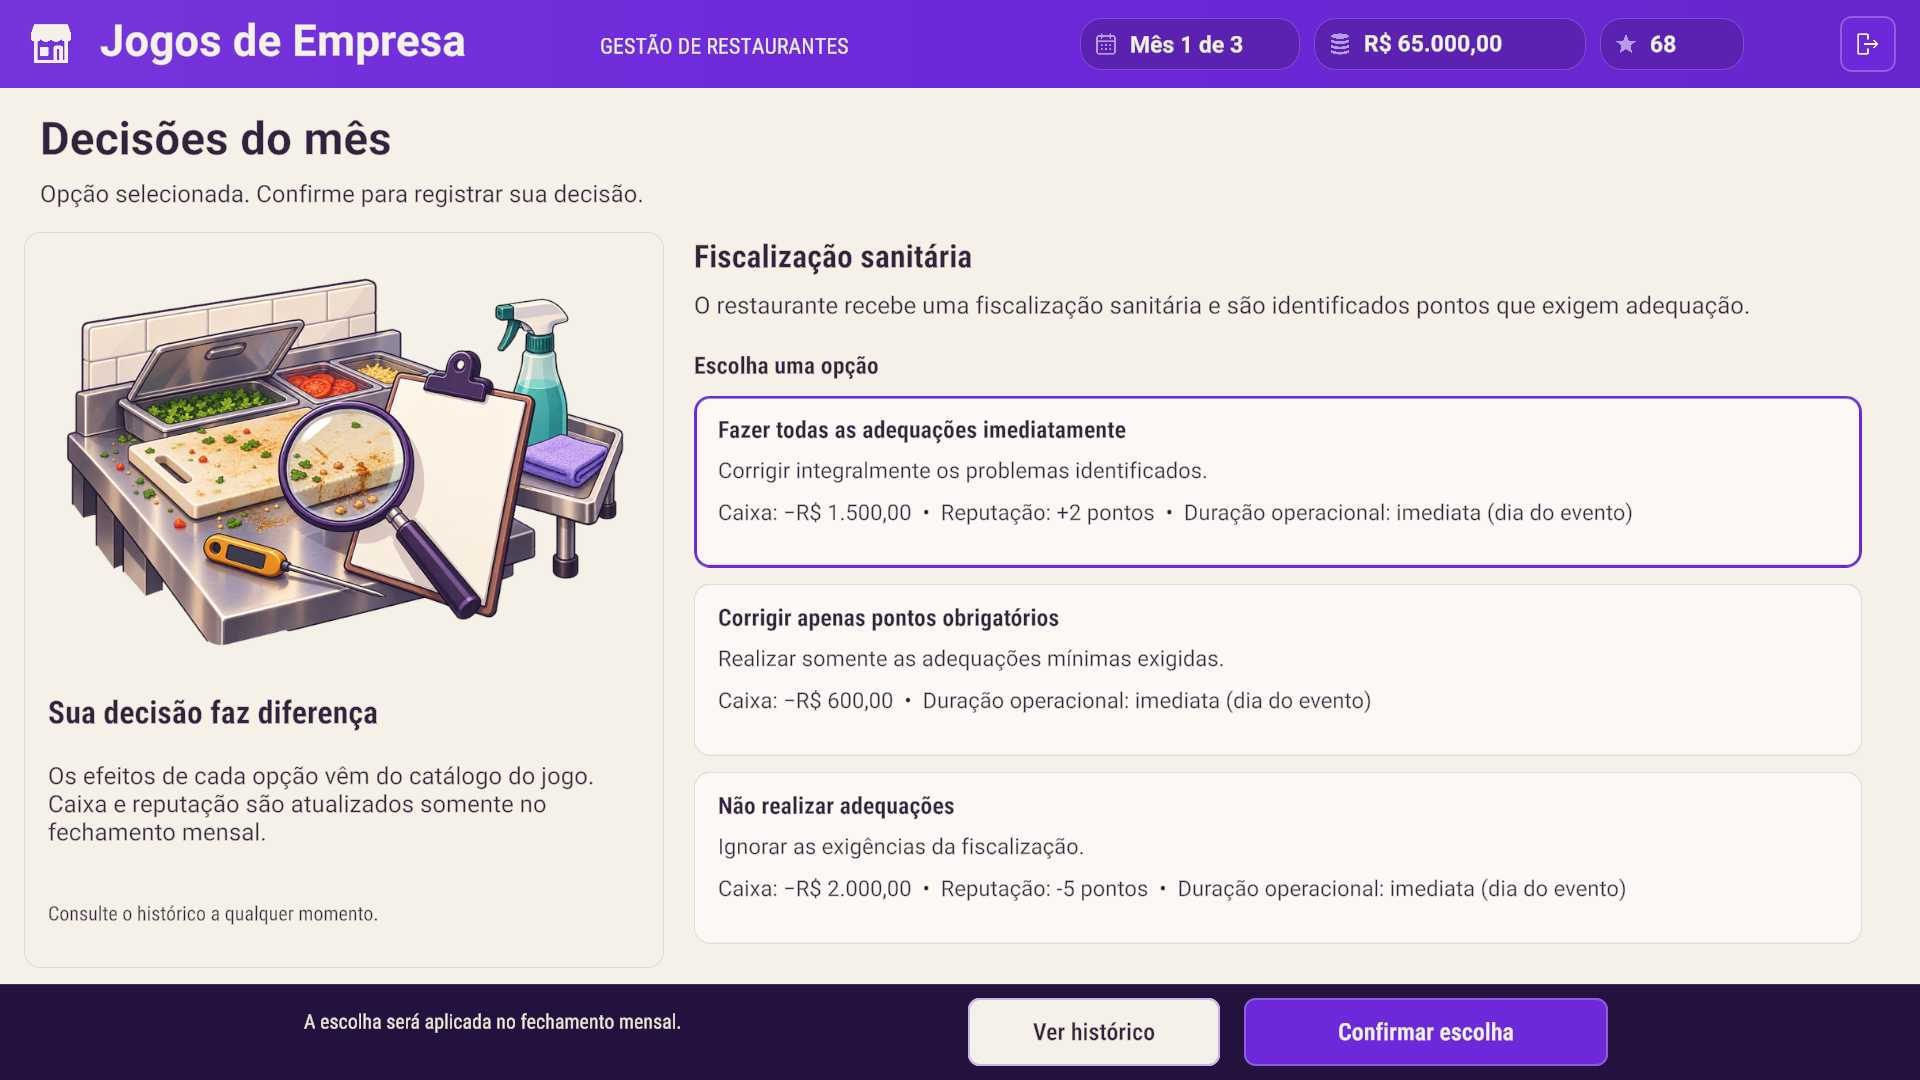 Jogos de Empresa
GESTÃO DE RESTAURANTES
Mês 1 de 3
R$ 65.000,00
68
Decisões do mês
Opção selecionada. Confirme para registrar sua decisão.
Sua decisão faz diferença
Os efeitos de cada opção vêm do catálogo do jogo.
Caixa e reputação são atualizados somente no
fechamento mensal.
Consulte o histórico a qualquer momento.
Fiscalização sanitária
O restaurante recebe uma fiscalização sanitária e são identificados pontos que exigem adequação.
Escolha uma opção
Fazer todas as adequações imediatamente
Corrigir integralmente os problemas identificados.
Caixa: −R$ 1.500,00 • Reputação: +2 pontos • Duração operacional: imediata (dia do evento)
Corrigir apenas pontos obrigatórios
Realizar somente as adequações mínimas exigidas.
Caixa: −R$ 600,00 • Duração operacional: imediata (dia do evento)
Não realizar adequações
Ignorar as exigências da fiscalização.
Caixa: −R$ 2.000,00 • Reputação: -5 pontos • Duração operacional: imediata (dia do evento)
A escolha será aplicada no fechamento mensal.
Ver histórico
Confirmar escolha